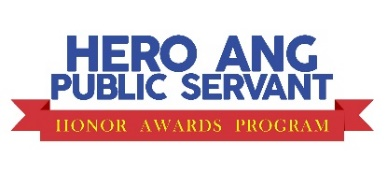 HERO ANG
PUBLIC SERVANT
HONOR AWARDS PROGRAM